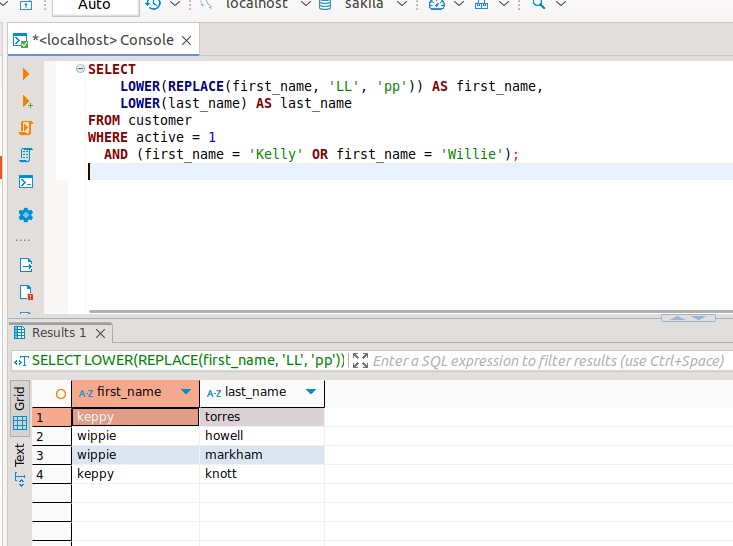 Auto localhost sakila
*<localhost> Console
SELECT
LOWER(REPLACE(first_name, 'LL', 'pp')) AS first_name,
LOWER(last_name) AS last_name
FROM customer
WHERE active = 1
AND (first_name = 'Kelly' OR first_name = 'Willie');
Results 1
SELECT LOWER(REPLACE(first_name, 'LL', 'pp')) Enter a SQL expression to filter results (use Ctrl+Space)
Grid
Text
A-Z first_name A-Z last_name
1 keppy torres
2 wippie howell
3 wippie markham
4 keppy knott